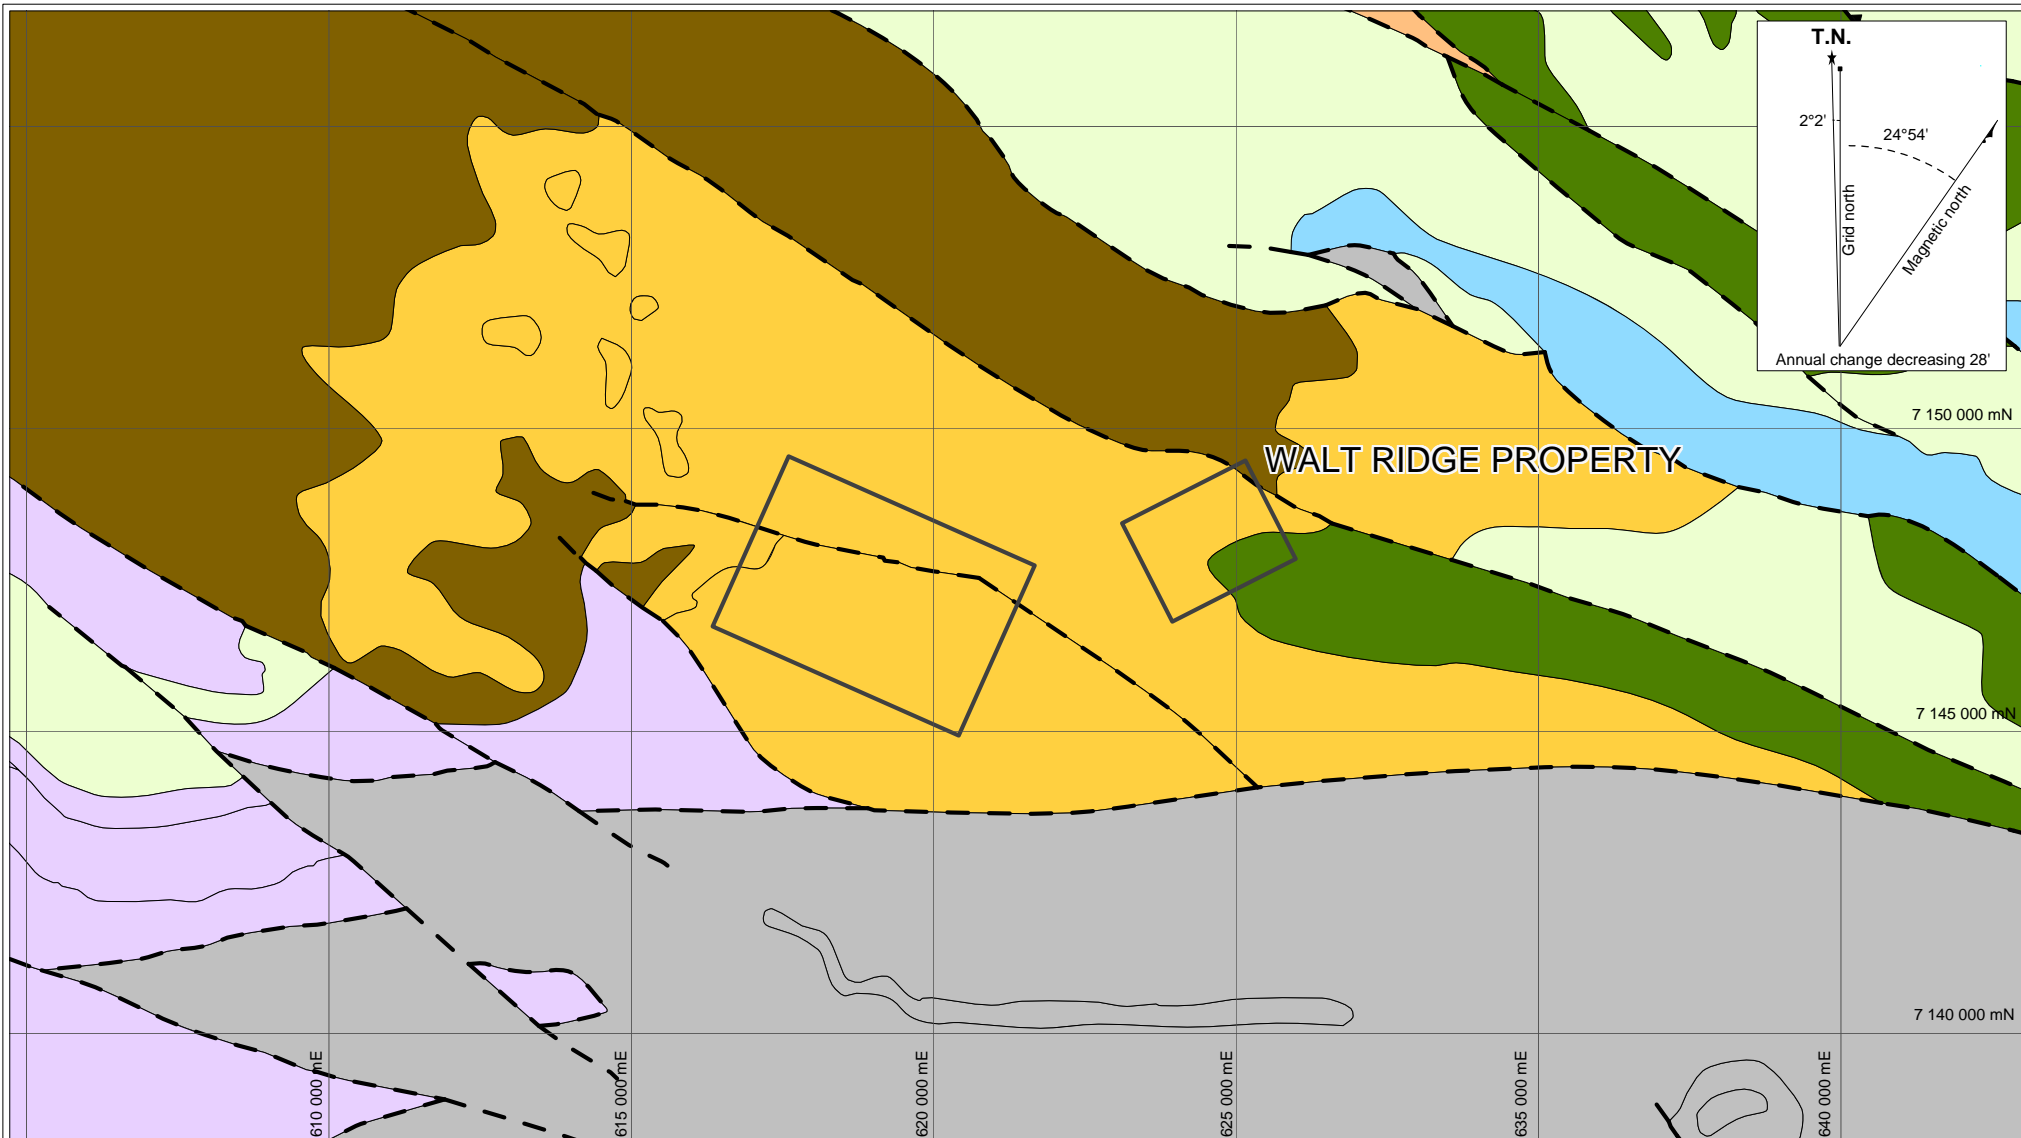 T.N.
2°2'
24°54'
Grid north
Magnetic north
Annual change decreasing 28'
7 150 000 mN
WALT RIDGE PROPERTY
7 145 000 mN
7 140 000 mN
610 000 mE
615 000 mE
620 000 mE
625 000 mE
635 000 mE
640 000 mE